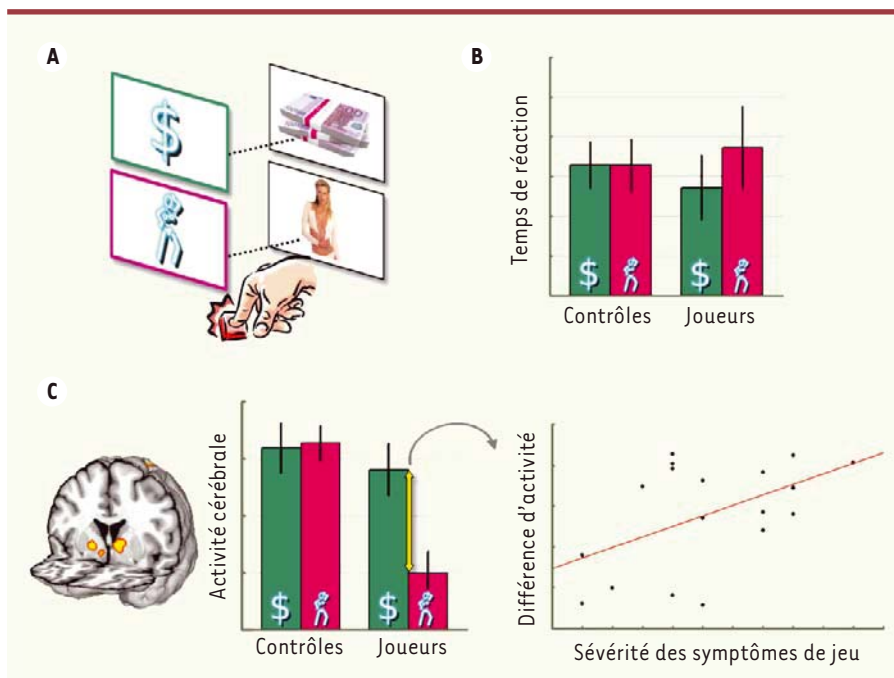 A
$
B
Temps de réaction
$
$
Contrôles
Joueurs
C
Activité cérébrale
$
$
Contrôles
Joueurs
Différence d'activité
Sévérité des symptômes de jeu